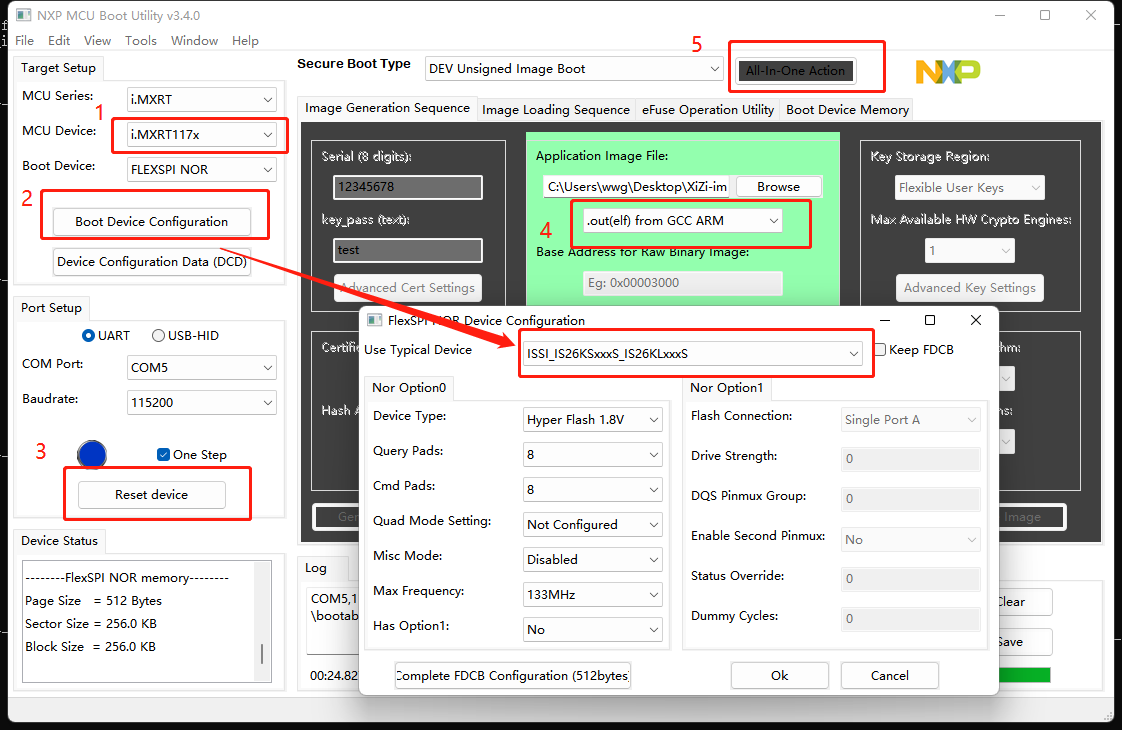 NXP MCU Boot Utility v3.4.0
File Edit View Tools Window Help
Target Setup
MCU Series: i.MXRT
1
MCU Device: i.MXRT117x
Boot Device: FLEXSPI NOR
2
Boot Device Configuration
Device Configuration Data (DCD)
Port Setup
UART USB-HID
COM Port: COM5
Baudrate: 115200
3
One Step
Reset device
Device Status
--------FlexSPI NOR memory--------
Page Size = 512 Bytes
Sector Size = 256.0 KB
Block Size = 256.0 KB
Secure Boot Type DEV Unsigned Image Boot
5
All-In-One Action
NXP
Image Generation Sequence Image Loading Sequence eFuse Operation Utility Boot Device Memory
Serial (8 digits):
12345678
key_pass (text):
test
Advanced Cert Settings
Application Image File:
C:\Users\wwg\Desktop\XiZi-im Browse
4
.out(elf) from GCC ARM
Base Address for Raw Binary Image:
Eg: 0x00003000
Key Storage Region:
Flexible User Keys
Max Available HW Crypto Engines:
1
Advanced Key Settings
Certific
Hash A
Gen
Image
Log
COM5,1
\bootab
00:24.82
Clear
Save
FlexSPI NOR Device Configuration
Use Typical Device ISSI_IS26KSxxxS_IS26KLxxxS Keep FDCB
Nor Option0
Device Type: Hyper Flash 1.8V
Query Pads: 8
Cmd Pads: 8
Quad Mode Setting: Not Configured
Misc Mode: Disabled
Max Frequency: 133MHz
Has Option1: No
Nor Option1
Flash Connection: Single Port A
Drive Strength: 0
DQS Pinmux Group: 0
Enable Second Pinmux: No
Status Override: 0
Dummy Cycles: 0
Complete FDCB Configuration (512bytes)
Ok
Cancel